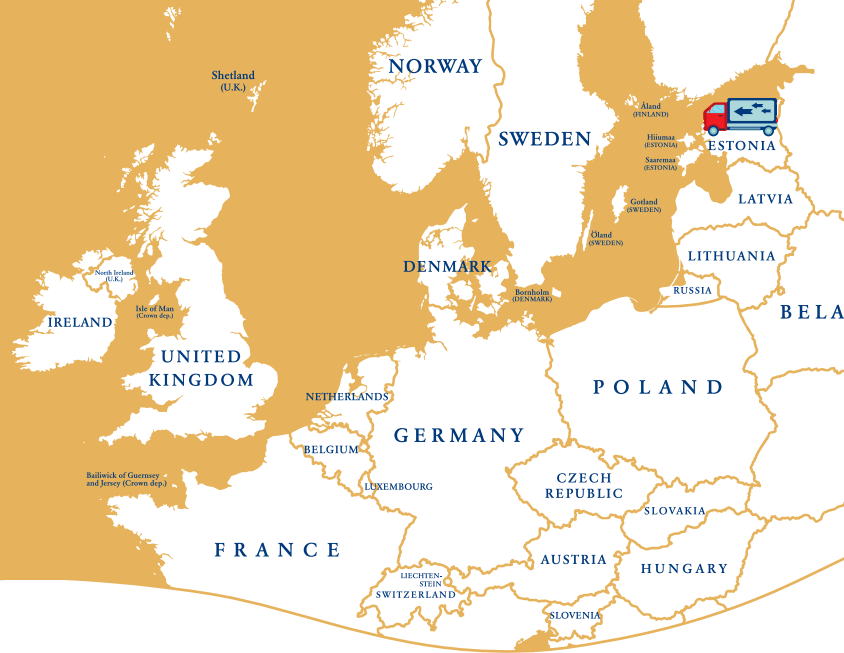 Shetland
(U.K.)
NORWAY
SWEDEN
Åland
(FINLAND)
Hiiumaa
(ESTONIA)
Saaremaa
(ESTONIA)
ESTONIA
LATVIA
Gotland
(SWEDEN)
Öland
(SWEDEN)
LITHUANIA
RUSSIA
BELA
DENMARK
Bornholm
(DENMARK)
North Ireland
(U.K.)
Isle of Man
(Crown dep.)
IRELAND
UNITED
KINGDOM
NETHERLANDS
BELGIUM
LUXEMBOURG
GERMANY
POLAND
Bailiwick of Guernsey
and Jersey (Crown dep.)
CZECH
REPUBLIC
SLOVAKIA
FRANCE
AUSTRIA
HUNGARY
LIECHTEN-
STEIN
SWITZERLAND
SLOVENIA